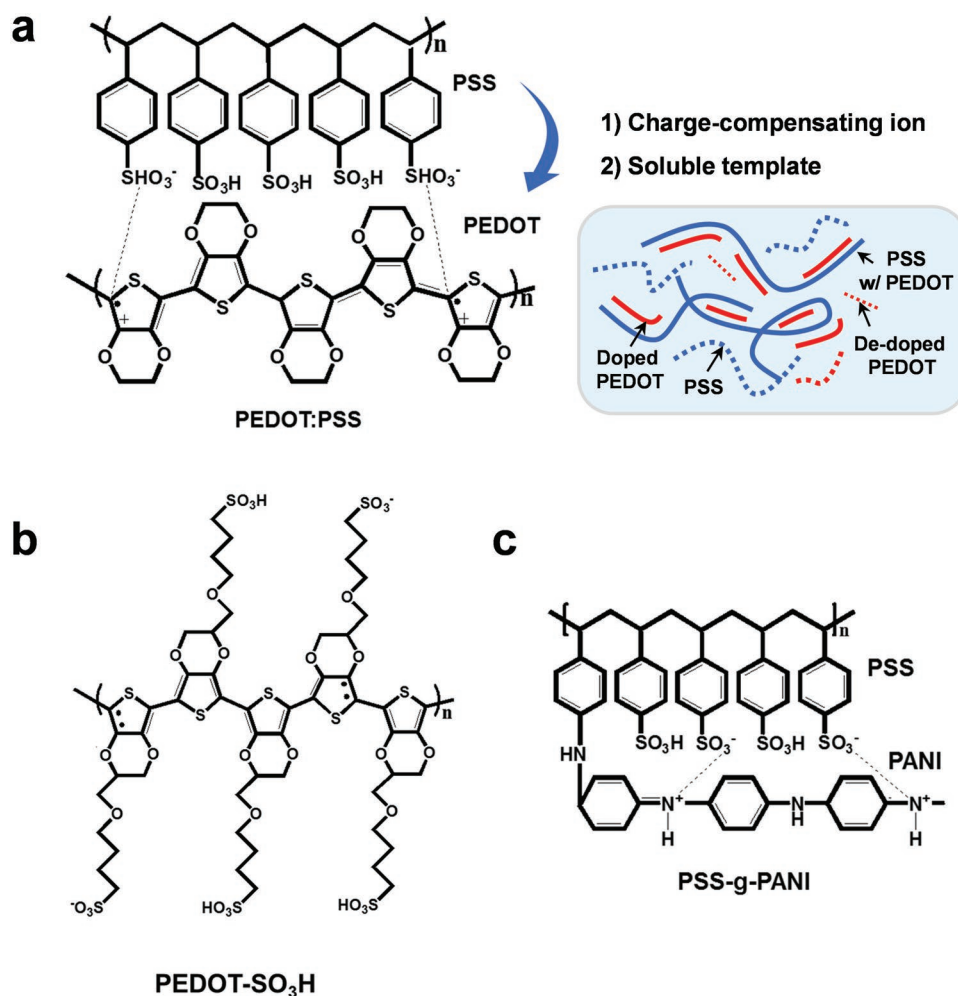 a
n
PSS
SHO3-
SO3H
SO3H
SO3H
SHO3-
1) Charge-compensating ion
2) Soluble template
PEDOT
O O O O
S S S S S
n
+ +
O O O O O O
PEDOT:PSS
PSS
w/ PEDOT
Doped
PEDOT
PSS
De-doped
PEDOT
b
SO3H
SO3-
O O
O O O O
S S S S S
n
O O O O O O
O O O
-O3S
HO3S
HO3S
PEDOT-SO3H
c
n
PSS
SO3H
SO3-
SO3H
SO3-
HN
PANI
N+
H
N
H
N+
H
PSS-g-PANI